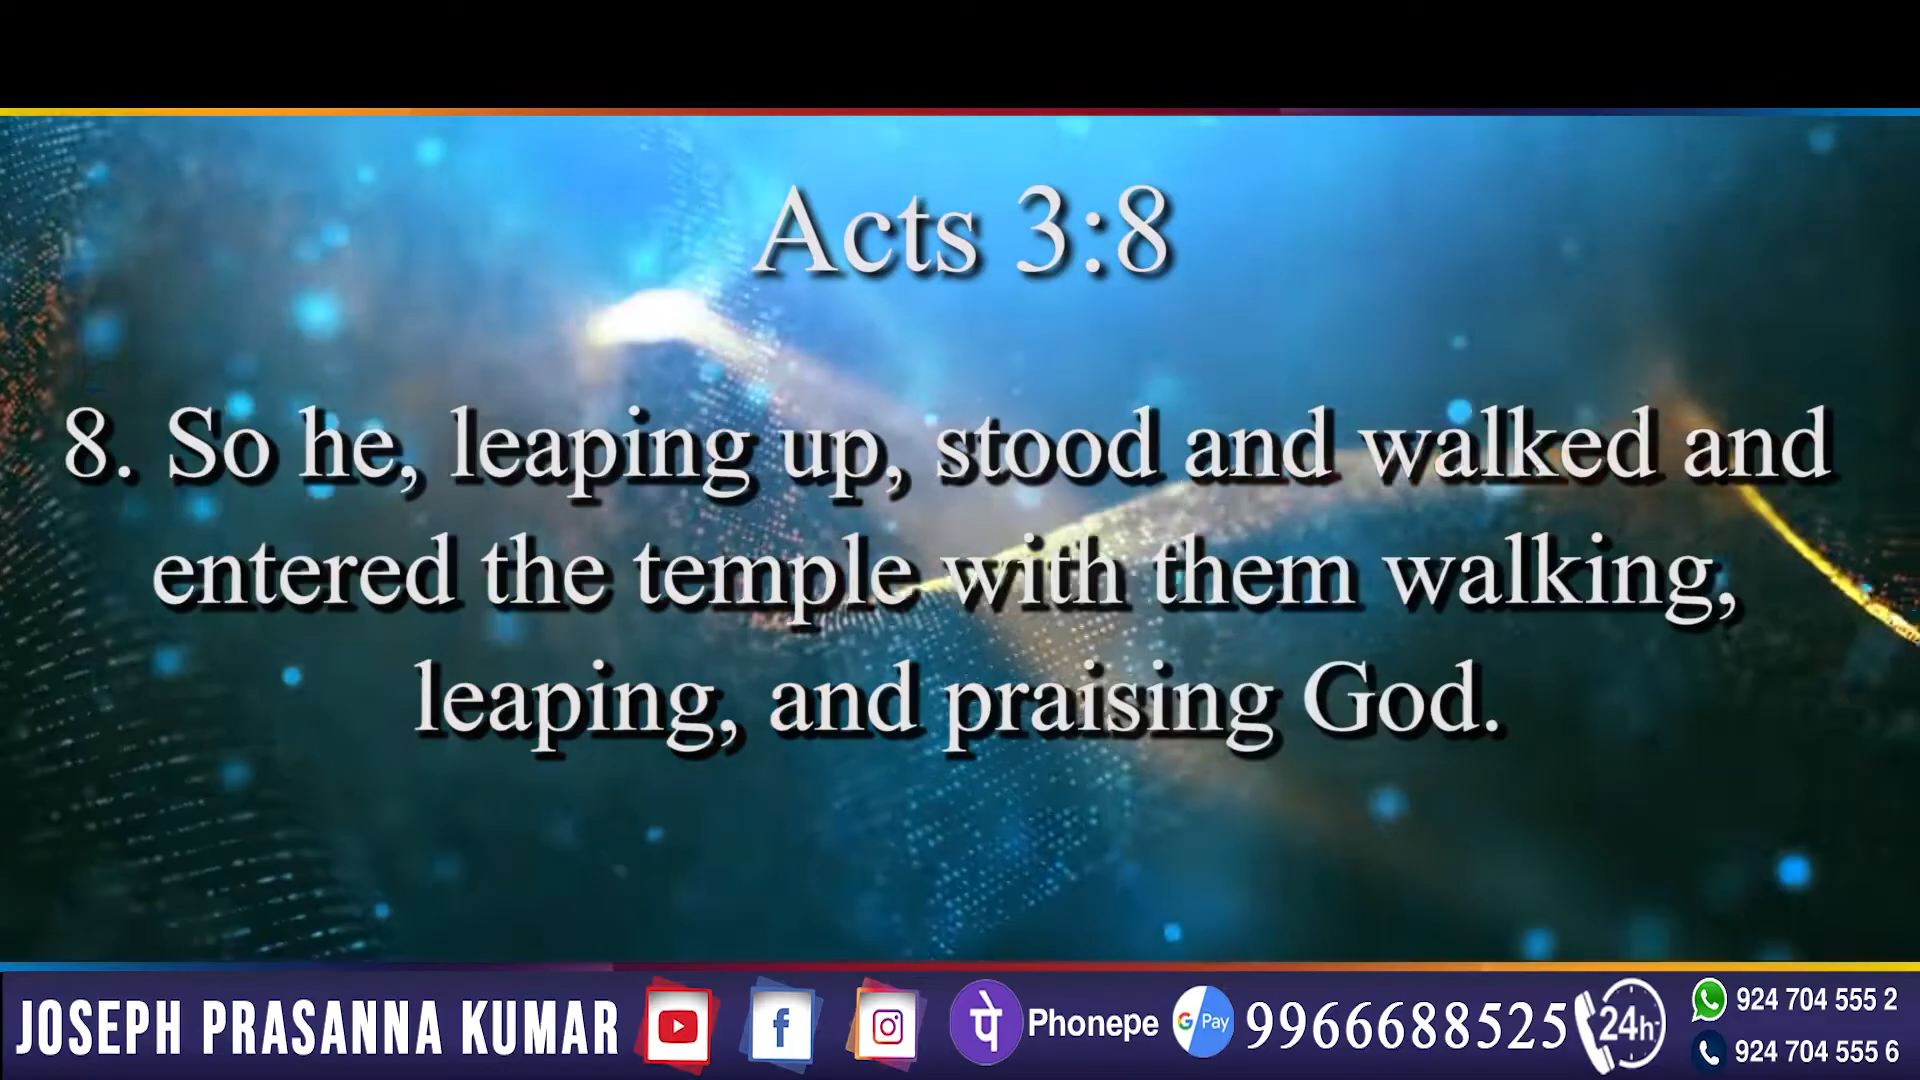 Acts 3:8
8. So he, leaping up, stood and walked and
entered the temple with them walking,
leaping, and praising God.
JOSEPH PRASANNA KUMAR
f
पे Phonepe
G Pay 9966688525
24h
924 704 555 2
924 704 555 6